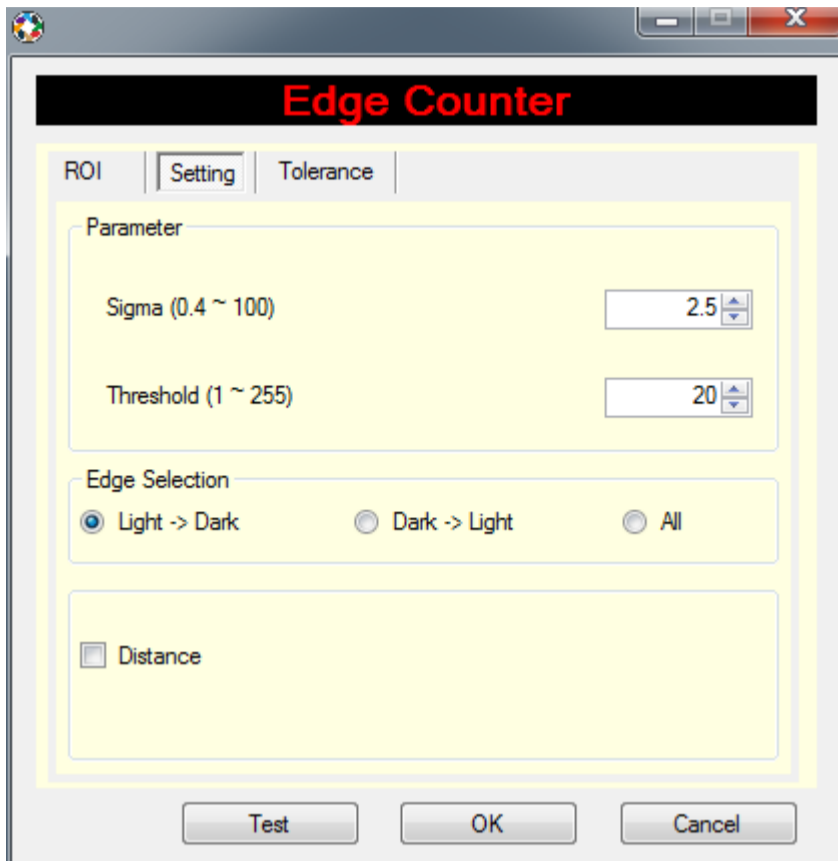 Edge Counter
ROI Setting Tolerance
Parameter
Sigma (0.4 ~ 100) 2.5
Threshold (1 ~ 255) 20
Edge Selection
Light -> Dark Dark -> Light All
Distance
Test OK Cancel